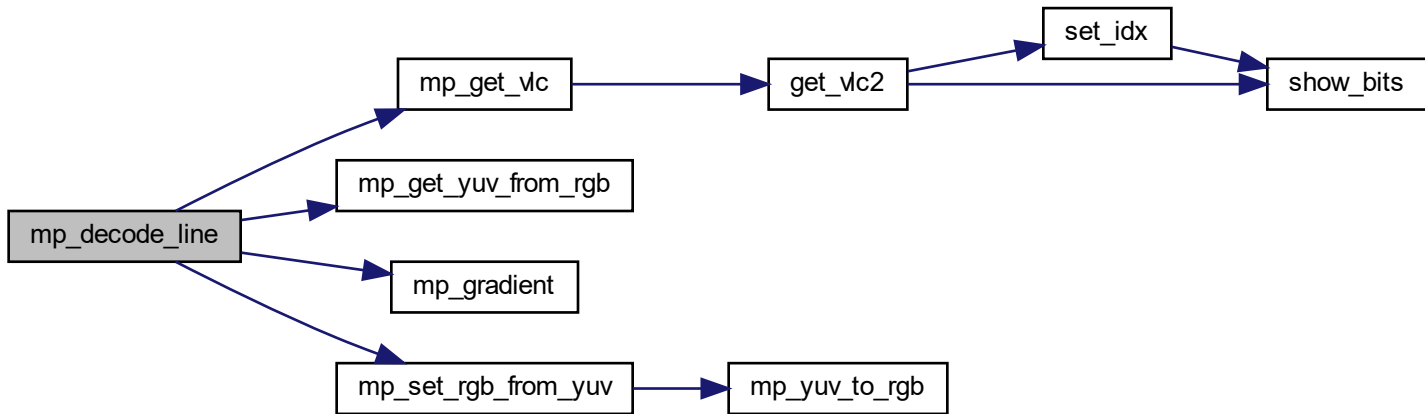 set_idx
mp_get_vlc
get_vlc2
show_bits
mp_get_yuv_from_rgb
mp_decode_line
mp_gradient
mp_set_rgb_from_yuv
mp_yuv_to_rgb